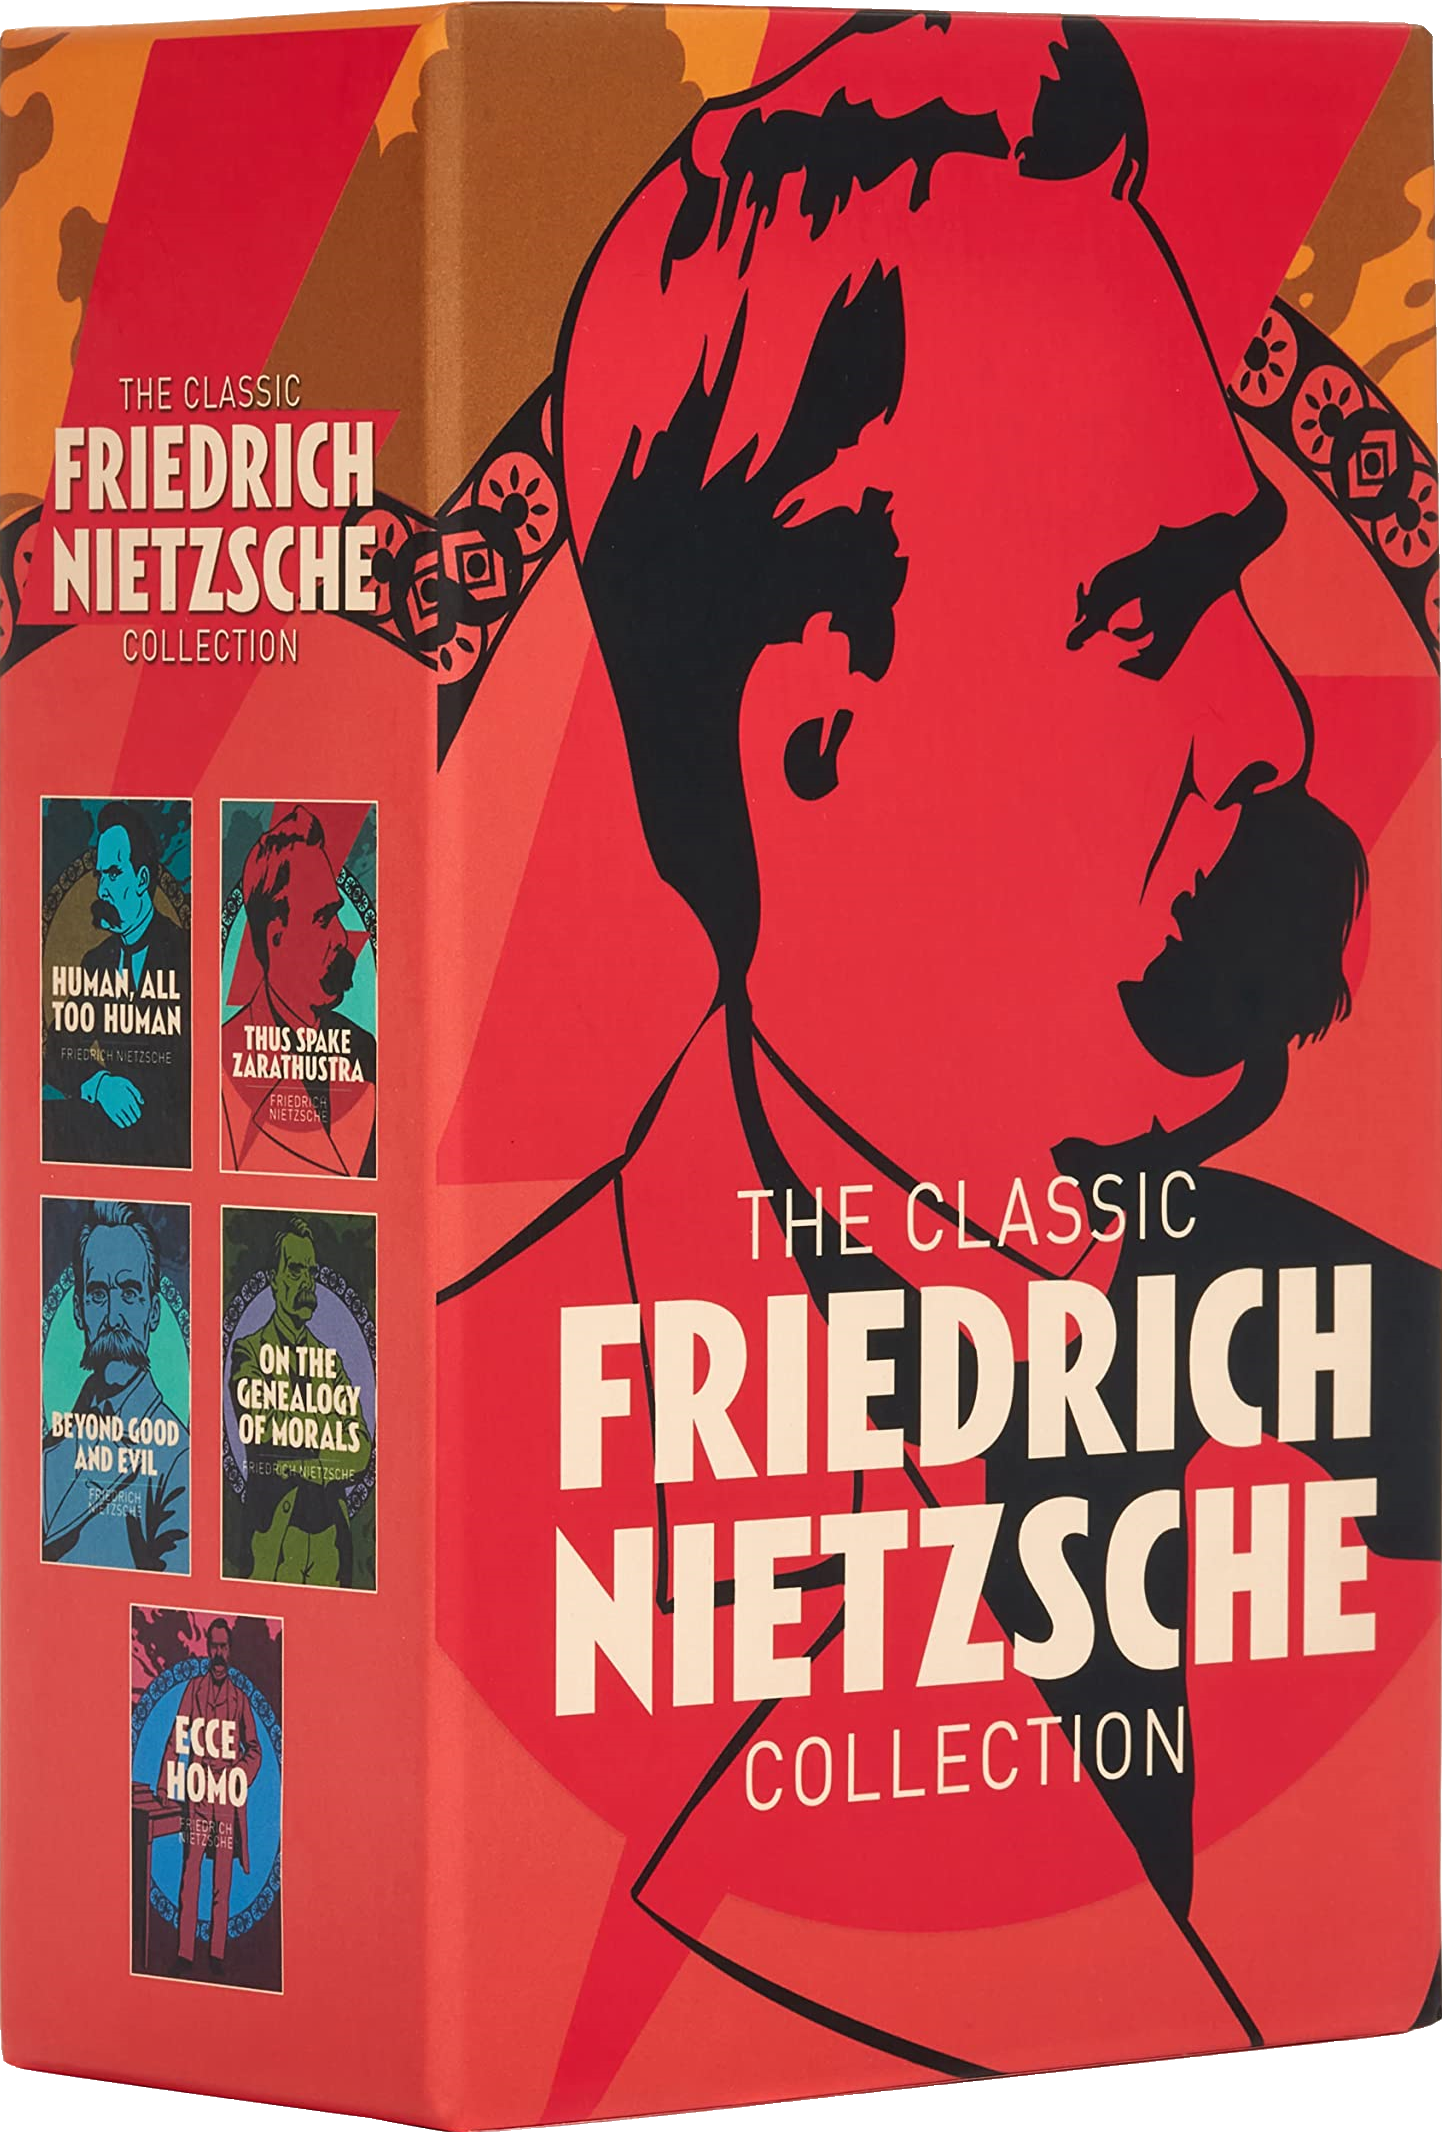 THE CLASSIC
FRIEDRICH
NIETZSCHE
COLLECTION
HUMAN, ALL
TOO HUMAN
FRIEDRICH NIETZSCHE
THUS SPAKE
ZARATHUSTRA
FRIEDRICH
NIETZSCHE
BEYOND GOOD
AND EVIL
FRIEDRICH
NIETZSCHE
ON THE
GENEALOGY
OF MORALS
FRIEDRICH NIETZSCHE
ECCE
HOMO
FRIEDRICH
NIETZSCHE
THE CLASSIC
FRIEDRICH
NIETZSCHE
COLLECTION